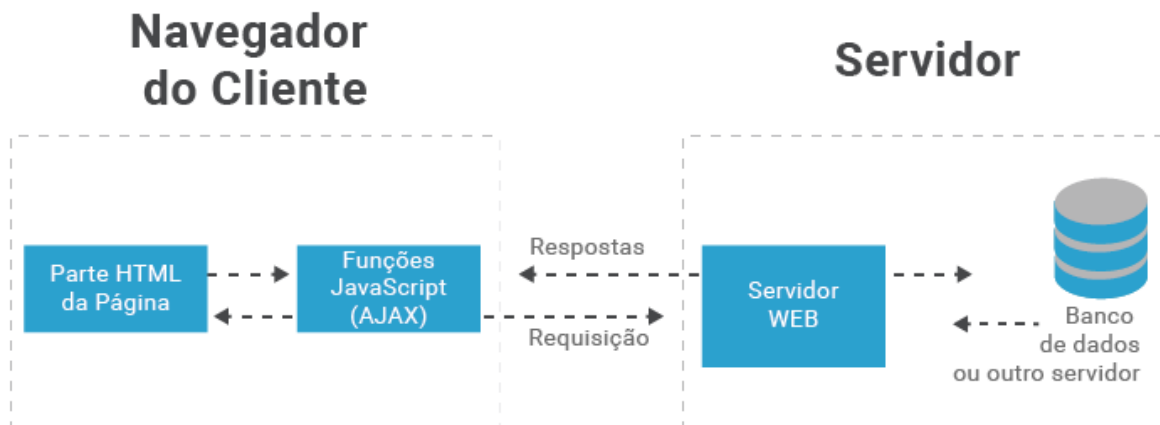 Navegador
do Cliente
Servidor
Parte HTML
da Página
Funções
JavaScript
(AJAX)
Respostas
Requisição
Servidor
WEB
Banco
de dados
ou outro servidor